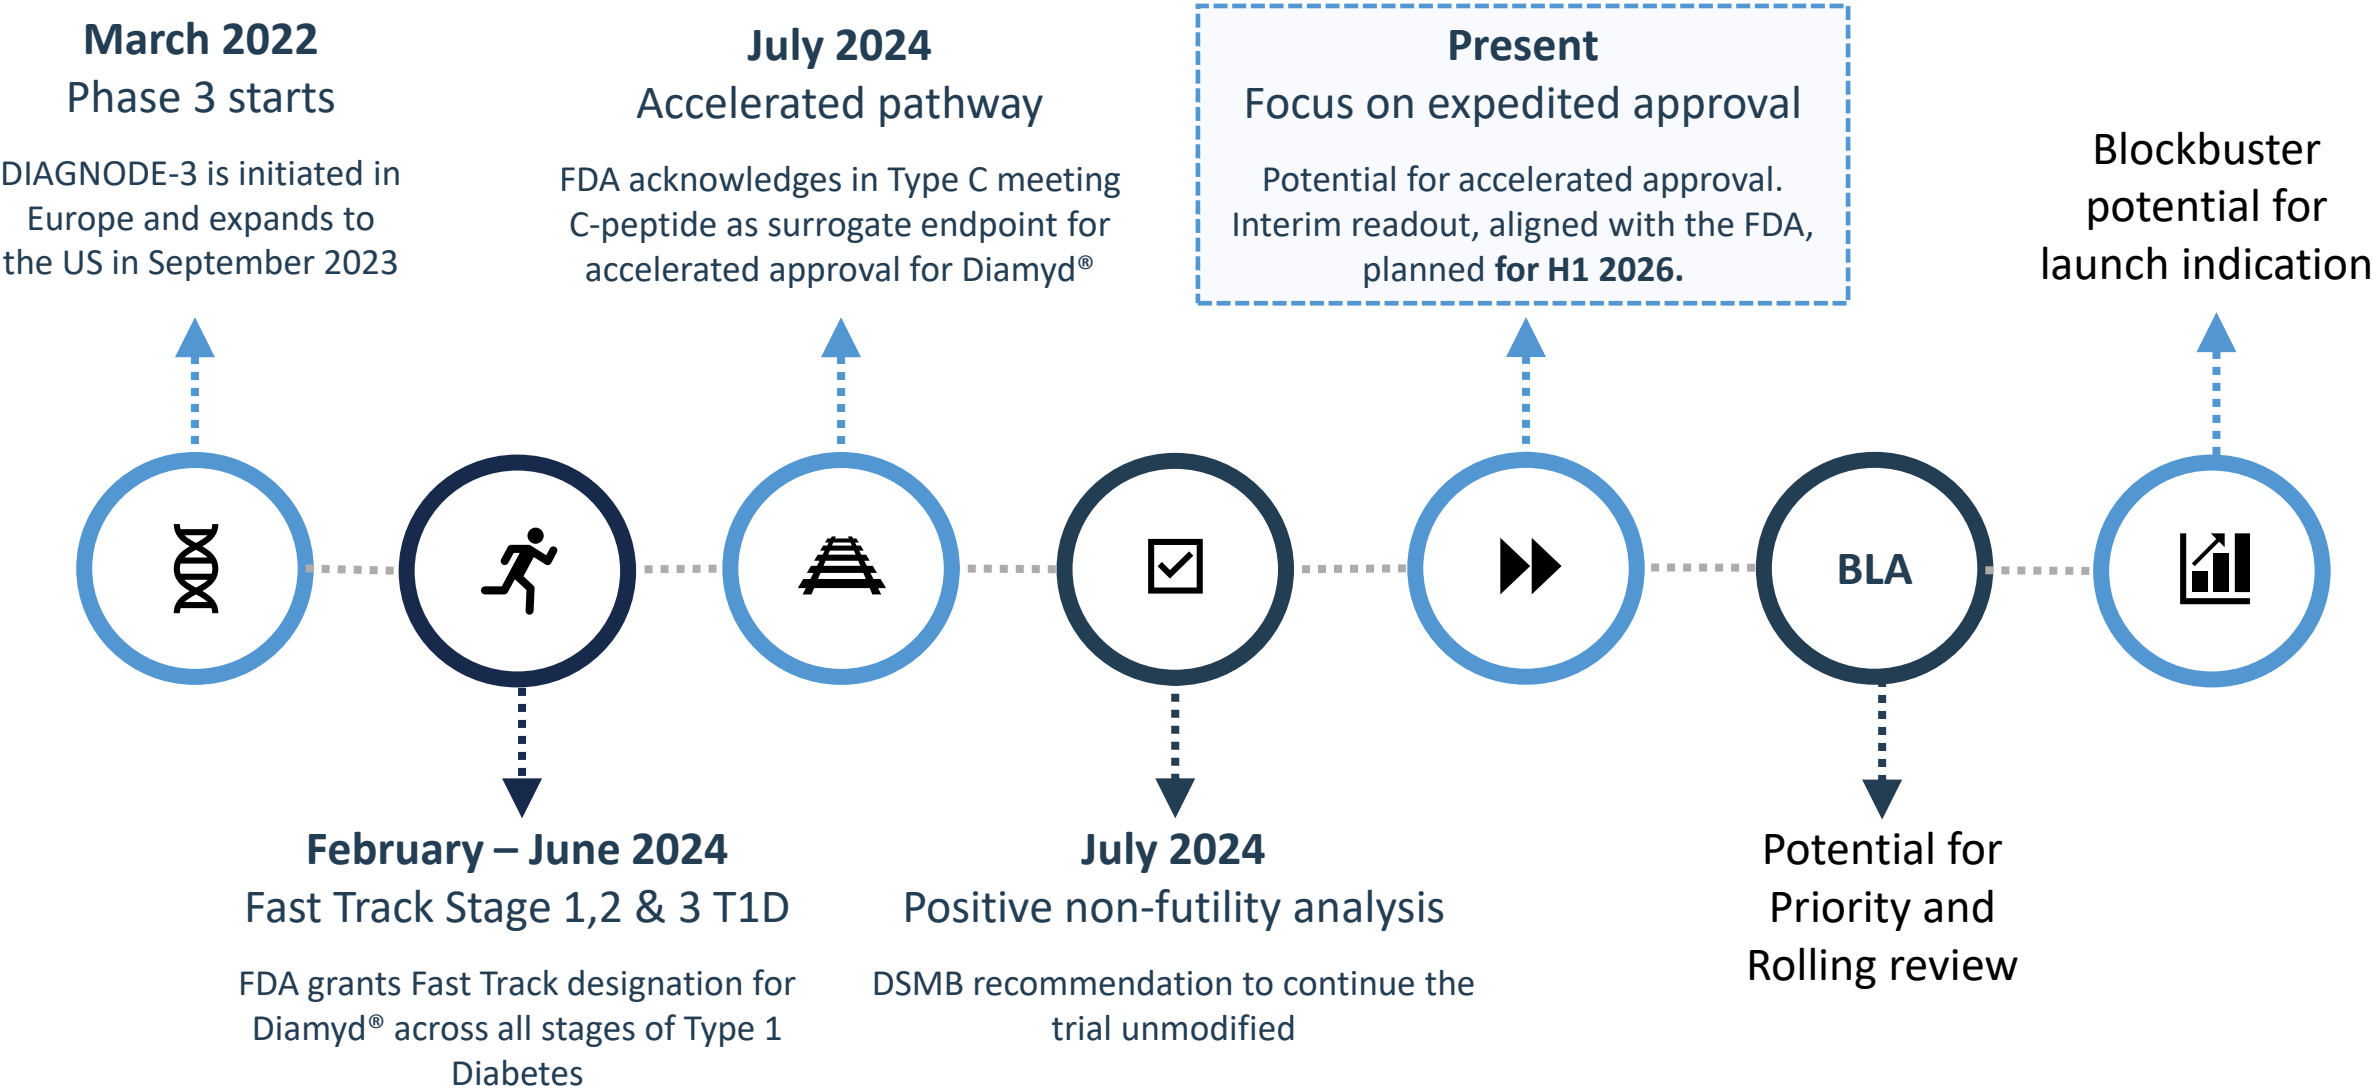 March 2022
Phase 3 starts
DIAGNODE-3 is initiated in
Europe and expands to
the US in September 2023
February – June 2024
Fast Track Stage 1,2 & 3 T1D
FDA grants Fast Track designation for
Diamyd® across all stages of Type 1
Diabetes
July 2024
Accelerated pathway
FDA acknowledges in Type C meeting
C-peptide as surrogate endpoint for
accelerated approval for Diamyd®
July 2024
Positive non-futility analysis
DSMB recommendation to continue the
trial unmodified
Present
Focus on expedited approval
Potential for accelerated approval.
Interim readout, aligned with the FDA,
planned for H1 2026.
BLA
Potential for
Priority and
Rolling review
Blockbuster
potential for
launch indication